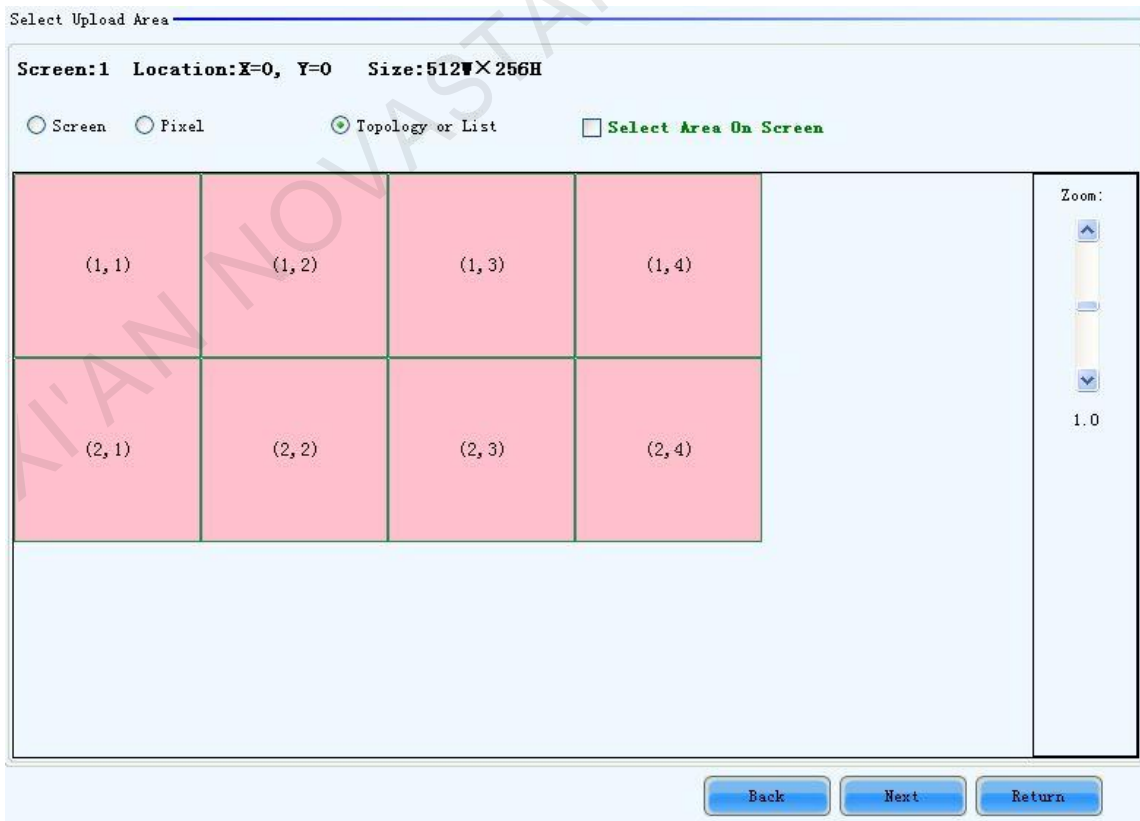 Select Upload Area
Screen:1 Location:X=0, Y=0 Size:512W×256H
Screen Pixel Topology or List Select Area On Screen
Zoom:
(1,1) (1,2) (1,3) (1,4)
1.0
(2,1) (2,2) (2,3) (2,4)
Back Next Return
XI'AN NOVASTAR